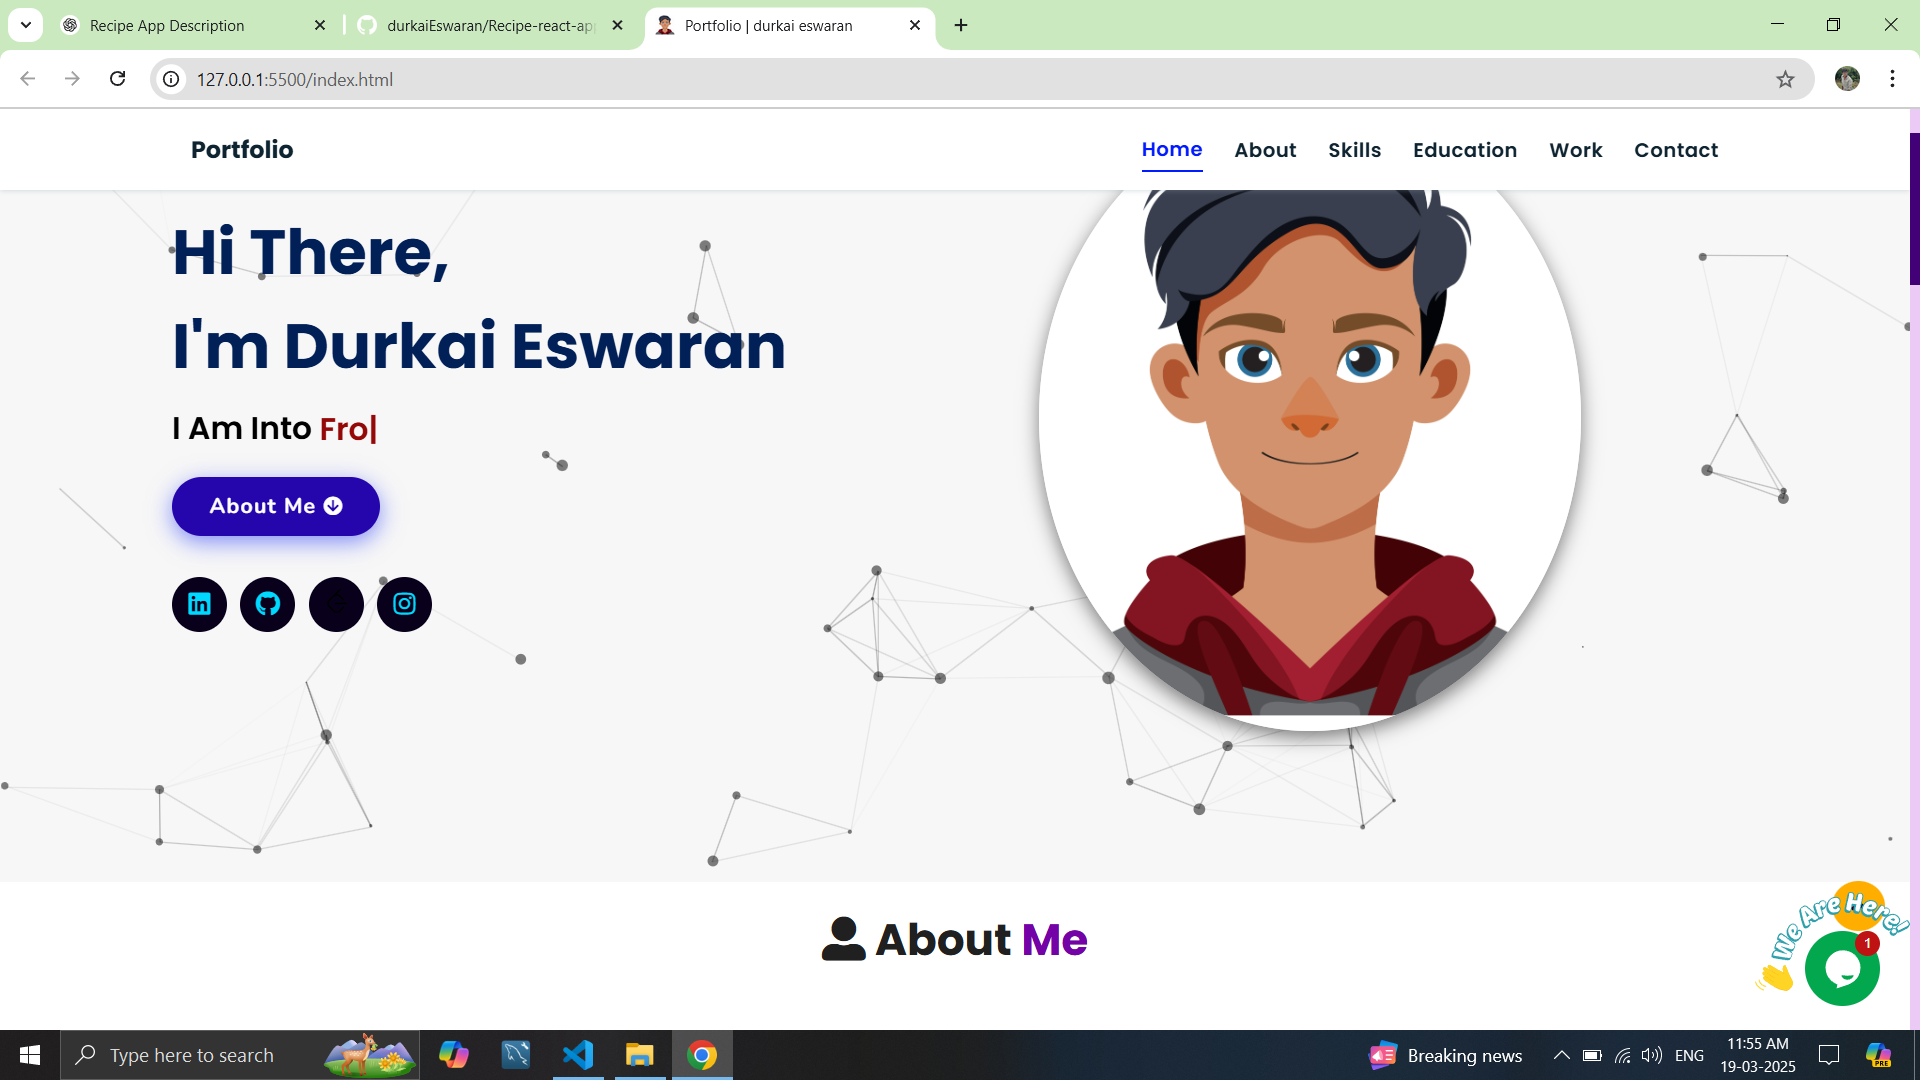 Recipe App Description
durkaiEswaran/Recipe-react-app
Portfolio | durkai eswaran
127.0.0.1:5500/index.html
Portfolio
Home
About
Skills
Education
Work
Contact
Hi There,
I'm Durkai Eswaran
I Am Into Fro|
About Me
We Are Here!
1
About Me
Type here to search
Breaking news
ENG
11:55 AM
19-03-2025
PRE